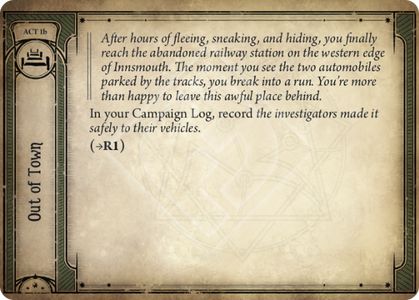 ACT 1b
Out of Town
After hours of fleeing, sneaking, and hiding, you finally
reach the abandoned railway station on the western edge
of Innsmouth. The moment you see the two automobiles
parked by the tracks, you break into a run. You're more
than happy to leave this awful place behind.
In your Campaign Log, record the investigators made it
safely to their vehicles.
(→R1)